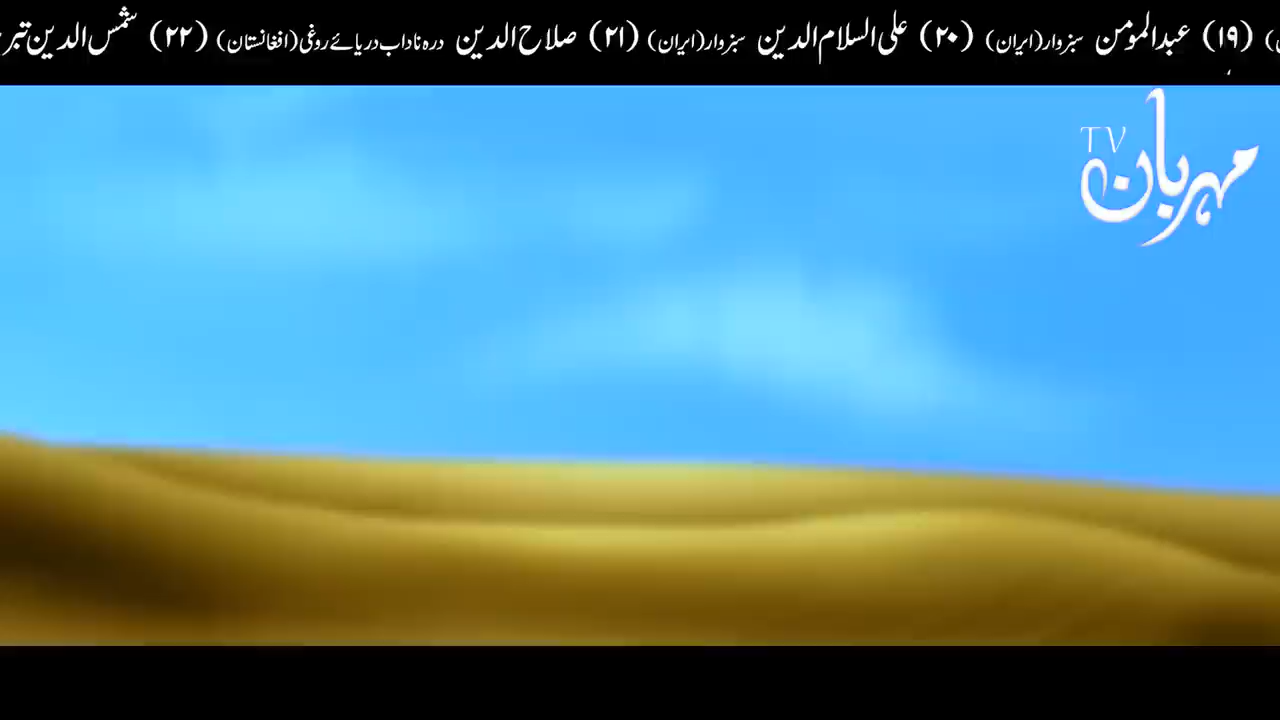 (۱۹) عبدالمومن سبزوار (ایران) (۲۰) علی السلام الدین سبزوار (ایران) (۲۱) صلاح الدین درہ ناداب دریائے روغی (افغانستان) (۲۲) شمس الدین تبر
TV
مہربان